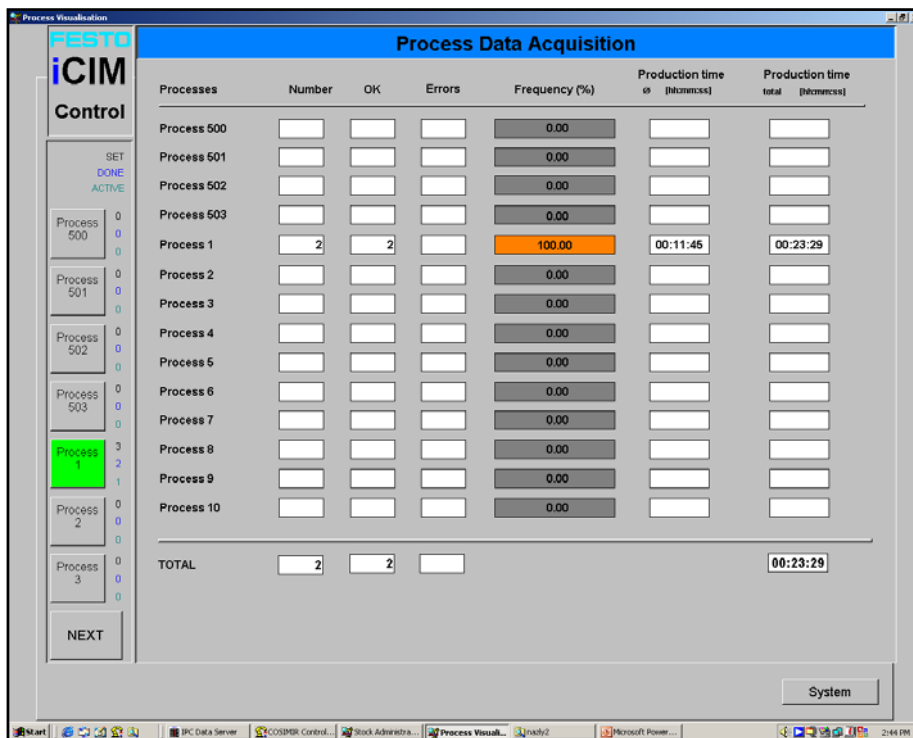 Process Visualisation
FESTO
iCIM
Control
Process Data Acquisition
Processes Number OK Errors Frequency (%) Production time ø [hh:mm:ss] Production time total [hh:mm:ss]
Process 500 0.00
Process 501 0.00
Process 502 0.00
Process 503 0.00
Process 1 2 2 100.00 00:11:45 00:23:29
Process 2 0.00
Process 3 0.00
Process 4 0.00
Process 5 0.00
Process 6 0.00
Process 7 0.00
Process 8 0.00
Process 9 0.00
Process 10 0.00
TOTAL 2 2 00:23:29
SET
DONE
ACTIVE
Process 500 0 0 0
Process 501 0 0 0
Process 502 0 0 0
Process 503 0 0 0
Process 1 3 2 1
Process 2 0 0 0
Process 3 0 0 0
NEXT
System
Start IPC Data Server COSIMIR Control... Stock Administra... Process Visuali... nazly2 Microsoft Power... 2:44 PM